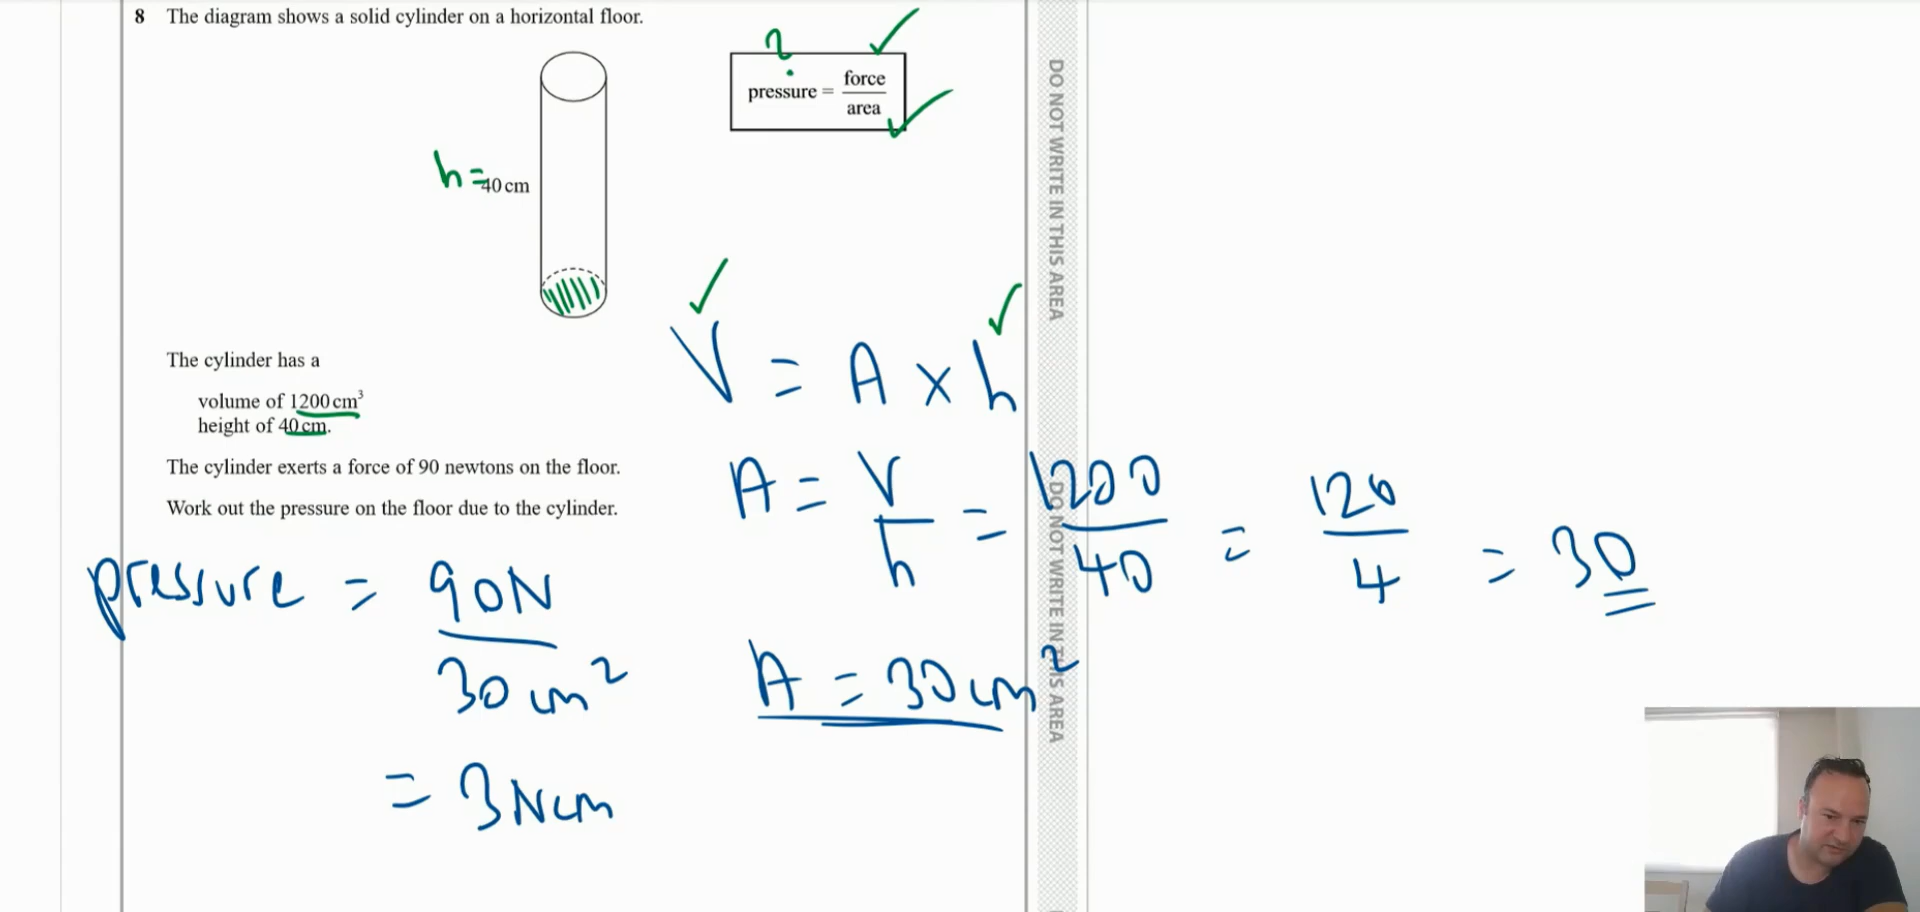 8 The diagram shows a solid cylinder on a horizontal floor.
?
pressure = force / area
h = 40 cm
V = A × h
The cylinder has a
volume of 1200 cm³
height of 40 cm.
The cylinder exerts a force of 90 newtons on the floor.
Work out the pressure on the floor due to the cylinder.
A = V / h = 1200 / 40 = 120 / 4 = 30
pressure = 90N / 30 cm²
A = 30 cm²
= 3 N cm
DO NOT WRITE IN THIS AREA
DO NOT WRITE IN THIS AREA